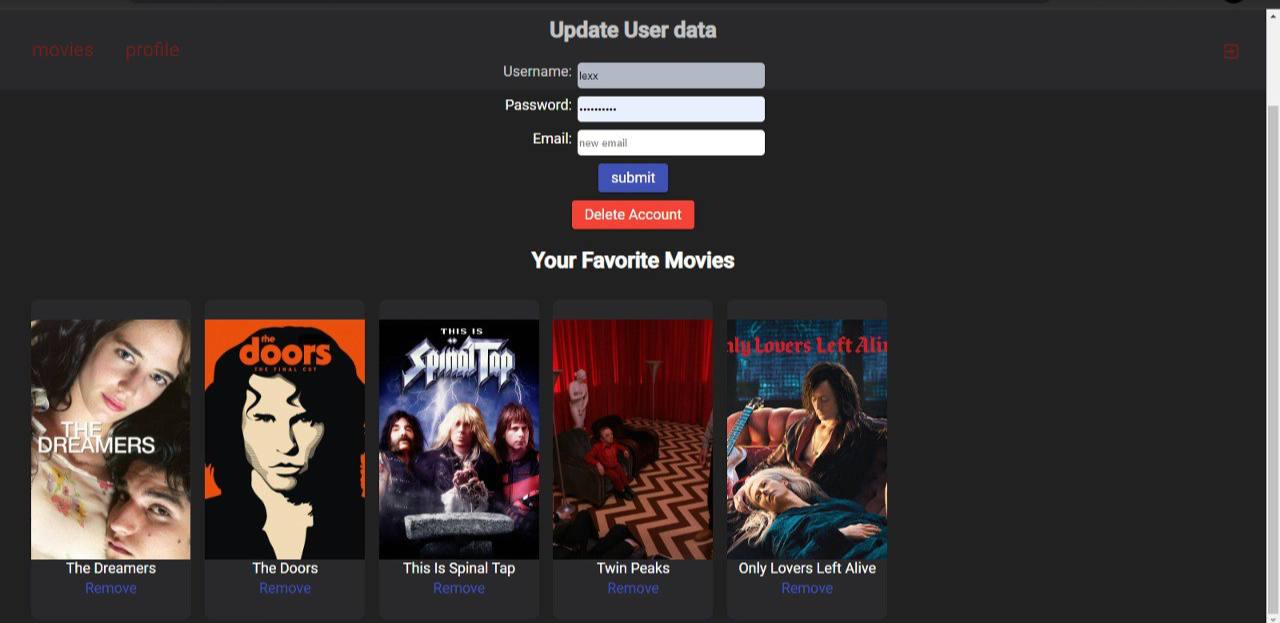 Update User data
movies profile
Username: lexx
Password: ••••••••••
Email: new email
submit
Delete Account
Your Favorite Movies
THE
DREAMERS
the
doors
THE FINAL CUT
THIS IS
Spinal Tap
nly Lovers Left Aliv
The Dreamers
Remove
The Doors
Remove
This Is Spinal Tap
Remove
Twin Peaks
Remove
Only Lovers Left Alive
Remove